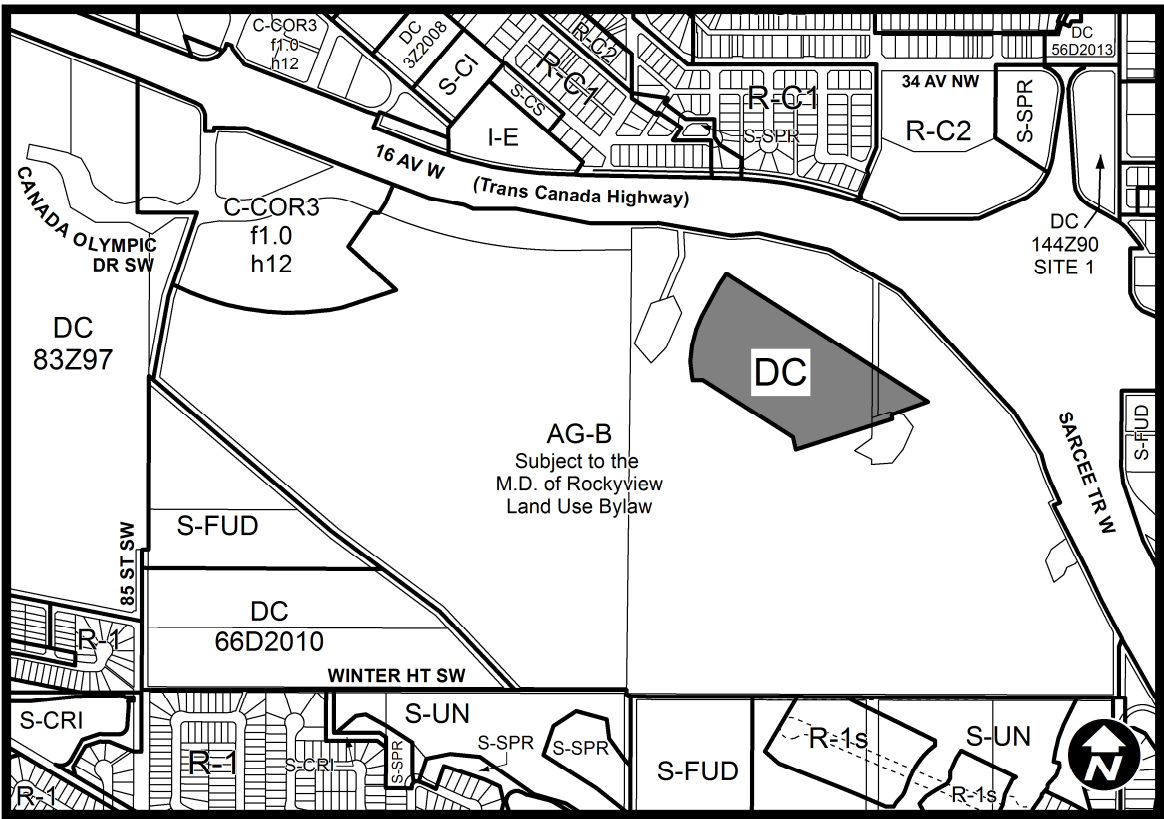 C-COR3
f1.0
h12
DC
3Z2008
S-CI
R-C2
R-C1
S-CS
I-E
R-C1
S-SPR
34 AV NW
R-C2
S-SPR
DC
56D2013
16 AV W
(Trans Canada Highway)
CANADA OLYMPIC
DR SW
C-COR3
f1.0
h12
DC
144Z90
SITE 1
DC
83Z97
DC
AG-B
Subject to the
M.D. of Rockyview
Land Use Bylaw
S-FUD
SARCEE TR W
S-FUD
85 ST SW
DC
66D2010
R-1
WINTER HT SW
S-CRI
R-1
S-CRI
S-SPR
S-UN
S-SPR
S-SPR
S-FUD
R-1s
S-UN
R-1s
R-1
N